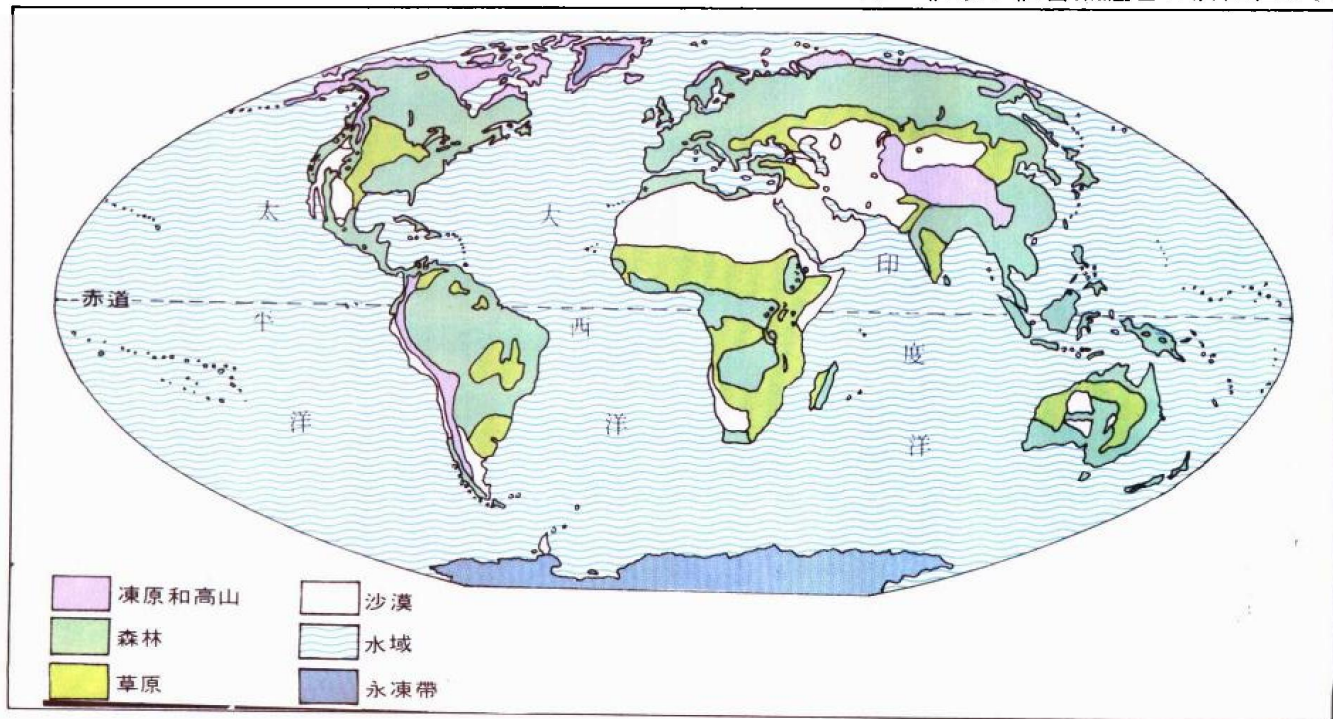 赤道
太
平
洋
大
西
洋
印
度
洋
凍原和高山
森林
草原
沙漠
水域
永凍帶